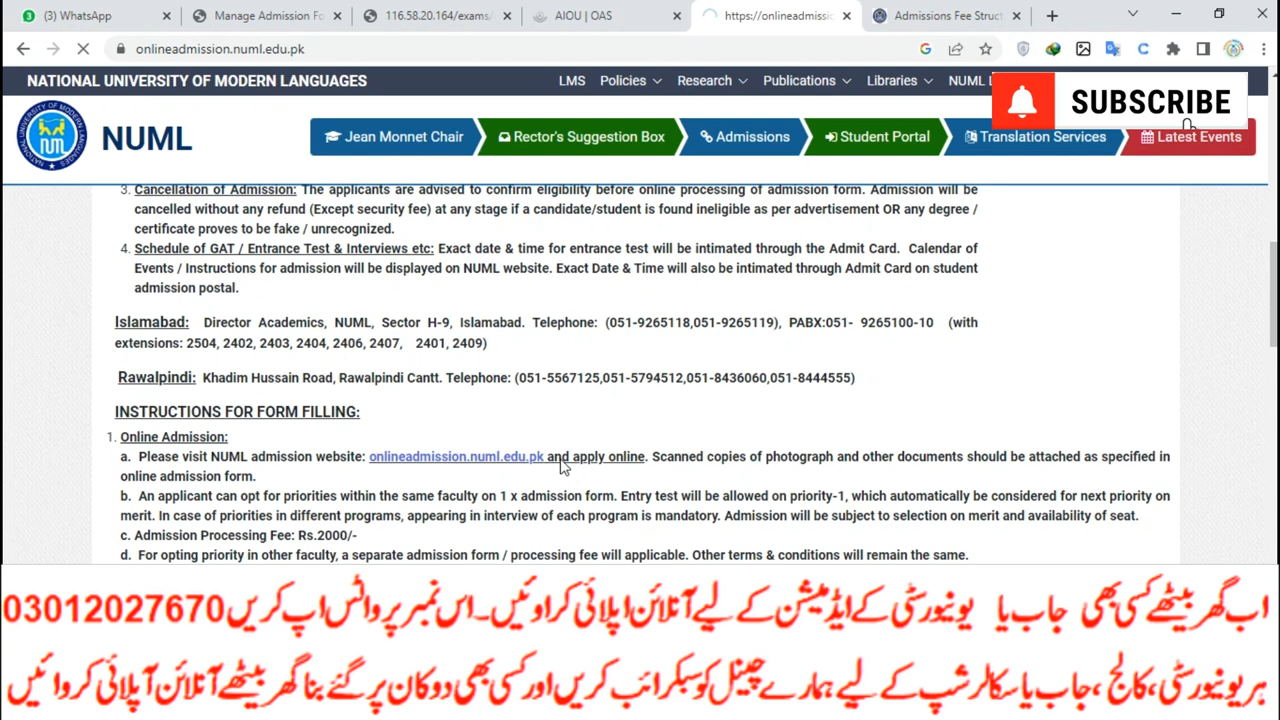 (3) WhatsApp
Manage Admission Fo
116.58.20.164/exams/
AIOU | OAS
https://onlineadmissio
Admissions Fee Struct
onlineadmission.numl.edu.pk
NATIONAL UNIVERSITY OF MODERN LANGUAGES
LMS Policies Research Publications Libraries NUML
SUBSCRIBE
NUML
Jean Monnet Chair
Rector's Suggestion Box
Admissions
Student Portal
Translation Services
Latest Events
3. Cancellation of Admission: The applicants are advised to confirm eligibility before online processing of admission form. Admission will be
cancelled without any refund (Except security fee) at any stage if a candidate/student is found ineligible as per advertisement OR any degree /
certificate proves to be fake / unrecognized.
4. Schedule of GAT / Entrance Test & Interviews etc: Exact date & time for entrance test will be intimated through the Admit Card. Calendar of
Events / Instructions for admission will be displayed on NUML website. Exact Date & Time will also be intimated through Admit Card on student
admission postal.
Islamabad: Director Academics, NUML, Sector H-9, Islamabad. Telephone: (051-9265118,051-9265119), PABX:051- 9265100-10 (with
extensions: 2504, 2402, 2403, 2404, 2406, 2407, 2401, 2409)
Rawalpindi: Khadim Hussain Road, Rawalpindi Cantt. Telephone: (051-5567125,051-5794512,051-8436060,051-8444555)
INSTRUCTIONS FOR FORM FILLING:
1. Online Admission:
a. Please visit NUML admission website: onlineadmission.numl.edu.pk and apply online. Scanned copies of photograph and other documents should be attached as specified in
online admission form.
b. An applicant can opt for priorities within the same faculty on 1 x admission form. Entry test will be allowed on priority-1, which automatically be considered for next priority on
merit. In case of priorities in different programs, appearing in interview of each program is mandatory. Admission will be subject to selection on merit and availability of seat.
c. Admission Processing Fee: Rs.2000/-
d. For opting priority in other faculty, a separate admission form / processing fee will applicable. Other terms & conditions will remain the same.
اب گھر بیٹھے کسی بھی جاب یا یونیورسٹی کے ایڈمیشن کے لیے آنلائن اپلائی کراوئیں۔اس نمبر پر واٹس اپ کریں 03012027670
ہر یونیورسٹی، کالج ،جاب یا سکالرشپ کے لیے ہمارے چینل کو سبکرائب کریں اور کسی بھی دوکان پر گئے بنا گھر بیٹھے آنلائن آپلائی کروائیں